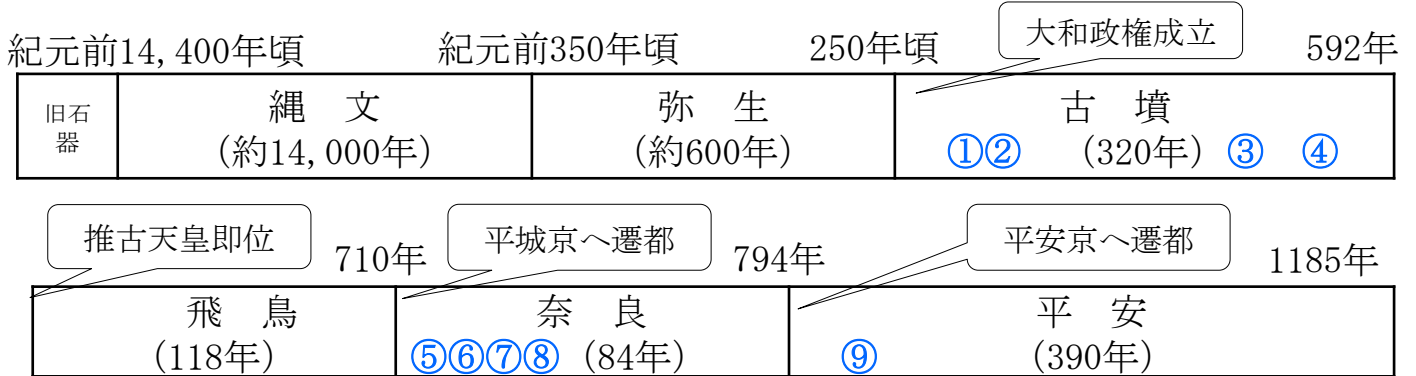 大和政権成立
紀元前14,400年頃 紀元前350年頃 250年頃 592年
旧石器 縄 文 弥 生 古 墳
(約14,000年) (約600年) ①② (320年) ③ ④
推古天皇即位 平城京へ遷都 平安京へ遷都
710年 794年 1185年
飛 鳥 奈 良 平 安
(118年) ⑤⑥⑦⑧ (84年) ⑨ (390年)